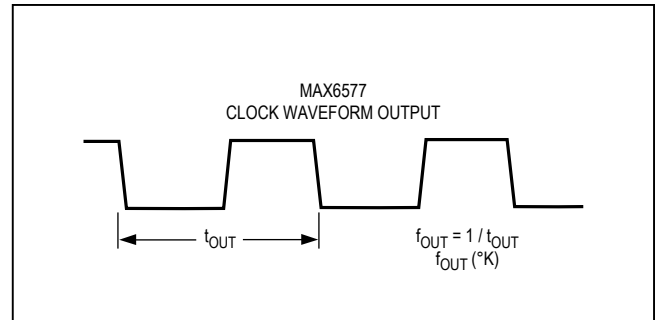 MAX6577
CLOCK WAVEFORM OUTPUT
tOUT
fOUT = 1 / tOUT
fOUT (°K)